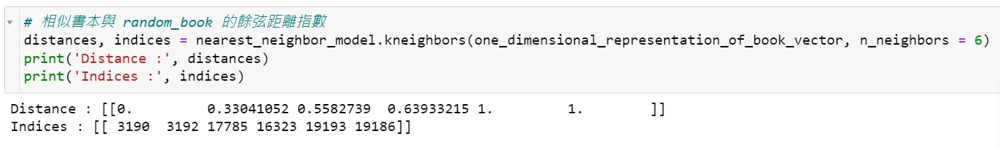 # 相似書本與 random_book 的餘弦距離指數
distances, indices = nearest_neighbor_model.kneighbors(one_dimensional_representation_of_book_vector, n_neighbors = 6)
print('Distance :', distances)
print('Indices :', indices)
Distance : [[0.         0.33041052 0.5582739  0.63933215 1.         1.        ]]
Indices : [[ 3190  3192 17785 16323 19193 19186]]